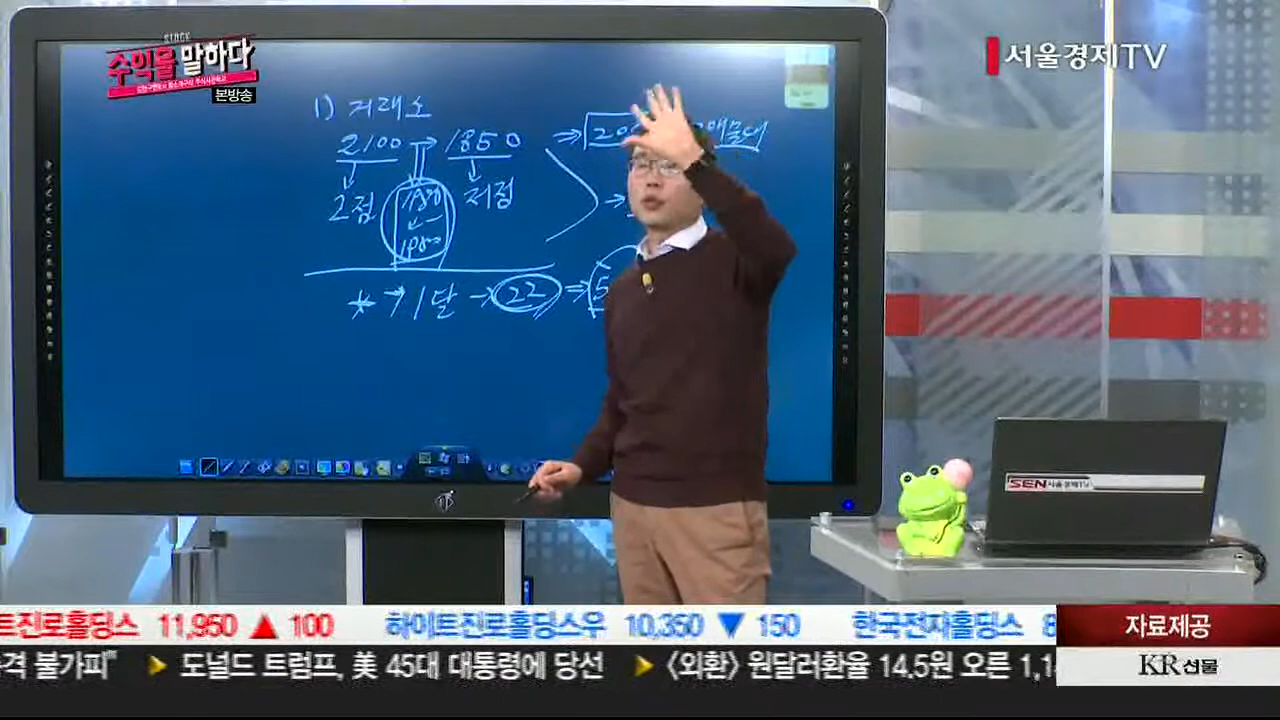 STOCK
수익을 말하다
본방송
서울경제TV
1) 거래소
2100 → 1850 ⇒ 매물대
고점 저점
* → 1달 → 22 ⇒ 5
SEN 서울경제TV
트진로홀딩스 11,950 ▲ 100 하이트진로홀딩스우 10,350 ▼ 150 한국전자홀딩스 8
자료제공
격 불가피" ▶ 도널드 트럼프, 美 45대 대통령에 당선 ▶ 〈외환〉 원달러환율 14.5원 오른 1,1
KR선물